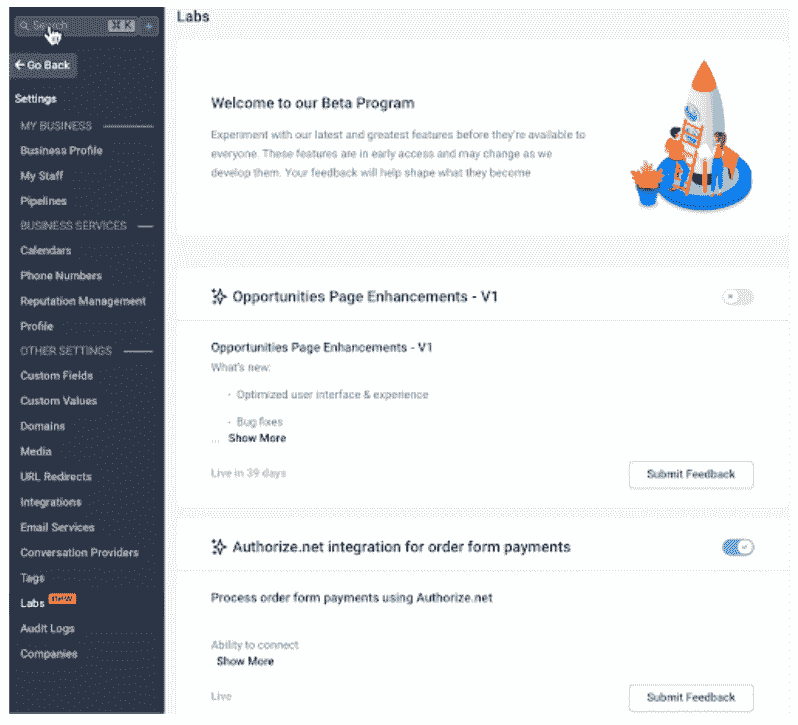 Search ⌘ K +
← Go Back
Settings
MY BUSINESS
Business Profile
My Staff
Pipelines
BUSINESS SERVICES
Calendars
Phone Numbers
Reputation Management
Profile
OTHER SETTINGS
Custom Fields
Custom Values
Domains
Media
URL Redirects
Integrations
Email Services
Conversation Providers
Tags
Labs new
Audit Logs
Companies
Labs
Welcome to our Beta Program
Experiment with our latest and greatest features before they're available to
everyone. These features are in early access and may change as we
develop them. Your feedback will help shape what they become
Opportunities Page Enhancements - V1
Opportunities Page Enhancements - V1
What's new:
- Optimized user interface & experience
- Bug fixes
... Show More
Live in 39 days
Submit Feedback
Authorize.net integration for order form payments
Process order form payments using Authorize.net
Ability to connect
Show More
Live
Submit Feedback